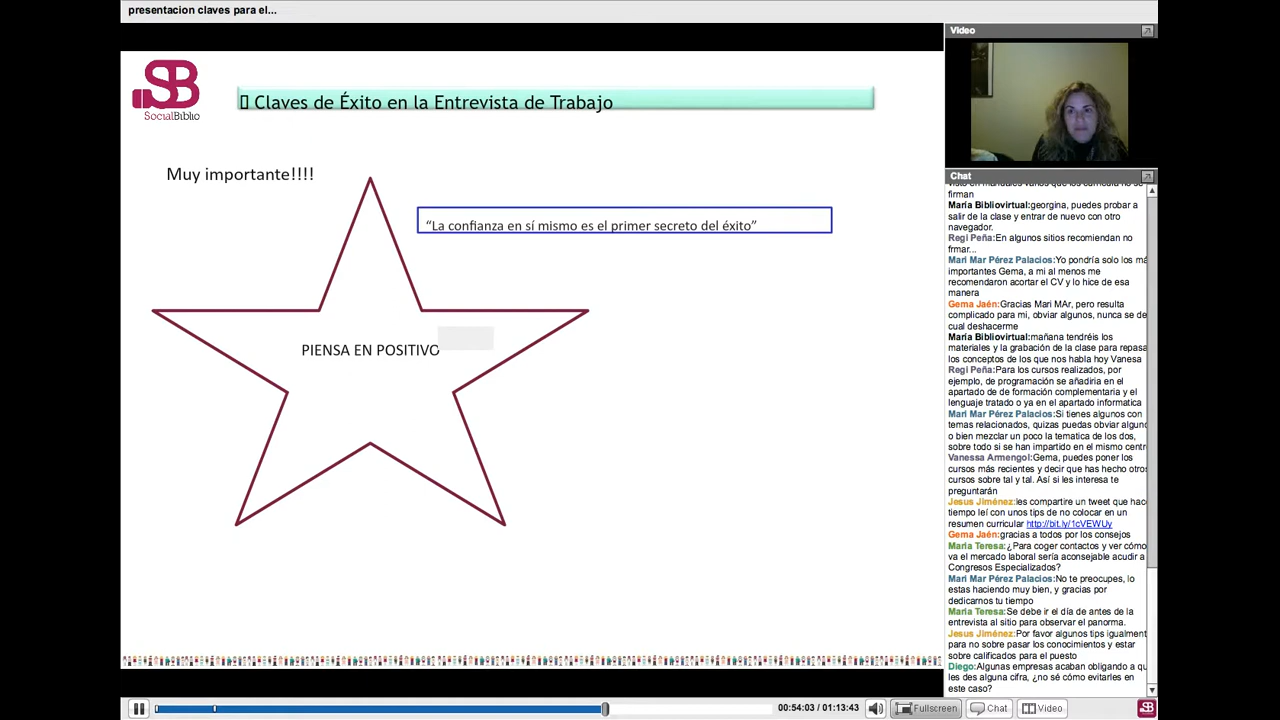 presentacion claves para el...
SB
SocialBiblio
Claves de Éxito en la Entrevista de Trabajo
Muy importante!!!!
“La confianza en sí mismo es el primer secreto del éxito”
PIENSA EN POSITIVO
Video
Chat
firman
María Bibliovirtual:georgina, puedes probar a
salir de la clase y entrar de nuevo con otro
navegador.
Regi Peña:En algunos sitios recomiendan no
frmar...
Mari Mar Pérez Palacios:Yo pondría solo los má
importantes Gema, a mi al menos me
recomendaron acortar el CV y lo hice de esa
manera
Gema Jaén:Gracias Mari MAr, pero resulta
complicado para mi, obviar algunos, nunca se de
cual deshacerme
María Bibliovirtual:mañana tendréis los
materiales y la grabación de la clase para repasa
los conceptos de los que nos habla hoy Vanesa
Regi Peña:Para los cursos realizados, por
ejemplo, de programación se añadiria en el
apartado de de formación complementaria y el
lenguaje tratado o ya en el apartado informatica
Mari Mar Pérez Palacios:Si tienes algunos con
temas relacionados, quizas puedas obviar alguno
o bien mezclar un poco la tematica de los dos,
sobre todo si se han impartido en el mismo centr
Vanessa Armengol:Gema, puedes poner los
cursos más recientes y decir que has hecho otros
cursos sobre tal y tal. Así si les interesa te
preguntarán
Jesus Jiménez:les compartire un tweet que hac
tiempo leí con unos tips de no colocar en un
resumen curricular http://bit.ly/1cVEWUy
Gema Jaén:gracias a todos por los consejos
Maria Teresa:¿Para coger contactos y ver cómo
va el mercado laboral sería aconsejable acudir a
Congresos Especializados?
Mari Mar Pérez Palacios:No te preocupes, lo
estas haciendo muy bien, y gracias por
dedicarnos tu tiempo
Maria Teresa:Se debe ir el día de antes de la
entrevista al sitio para observar el panorma.
Jesus Jiménez:Por favor algunos tips igualment
para no sobre pasar los conocimientos y estar
sobre calificados para el puesto
Diego:Algunas empresas acaban obligando a qu
les des alguna cifra, ¿no sé cómo evitarles en
este caso?
00:54:03 / 01:13:43
Fullscreen
Chat
Video
SB